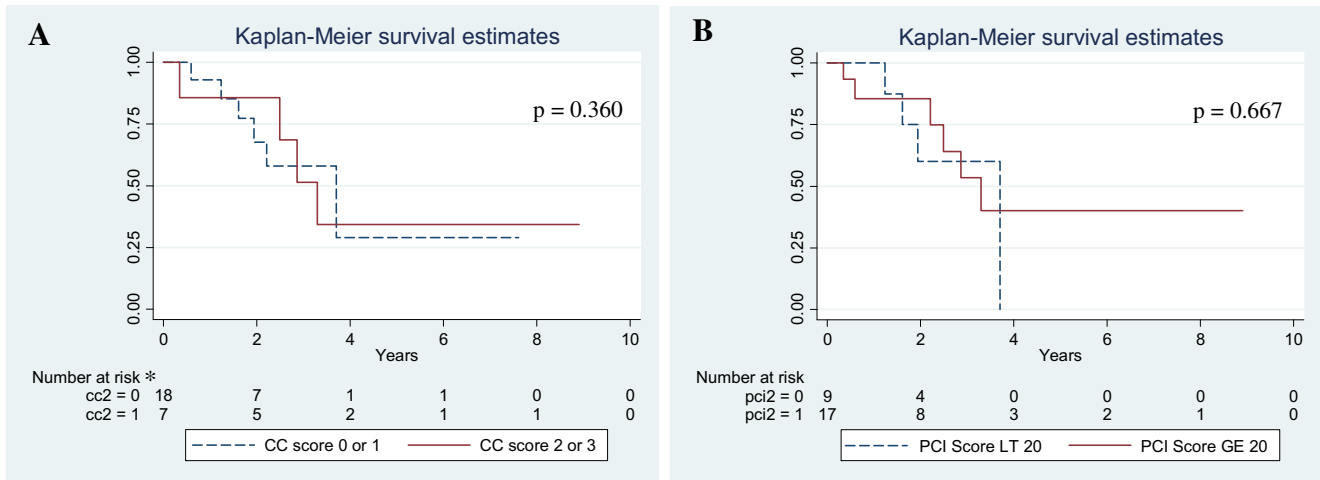 A
Kaplan-Meier survival estimates
p = 0.360
1.00
0.75
0.50
0.25
0.00
0 2 4 6 8 10
Years
Number at risk *
cc2 = 0 18 7 1 1 0 0
cc2 = 1 7 5 2 1 1 0
CC score 0 or 1 CC score 2 or 3
B
Kaplan-Meier survival estimates
p = 0.667
1.00
0.75
0.50
0.25
0.00
0 2 4 6 8 10
Years
Number at risk
pci2 = 0 9 4 0 0 0 0
pci2 = 1 17 8 3 2 1 0
PCI Score LT 20 PCI Score GE 20